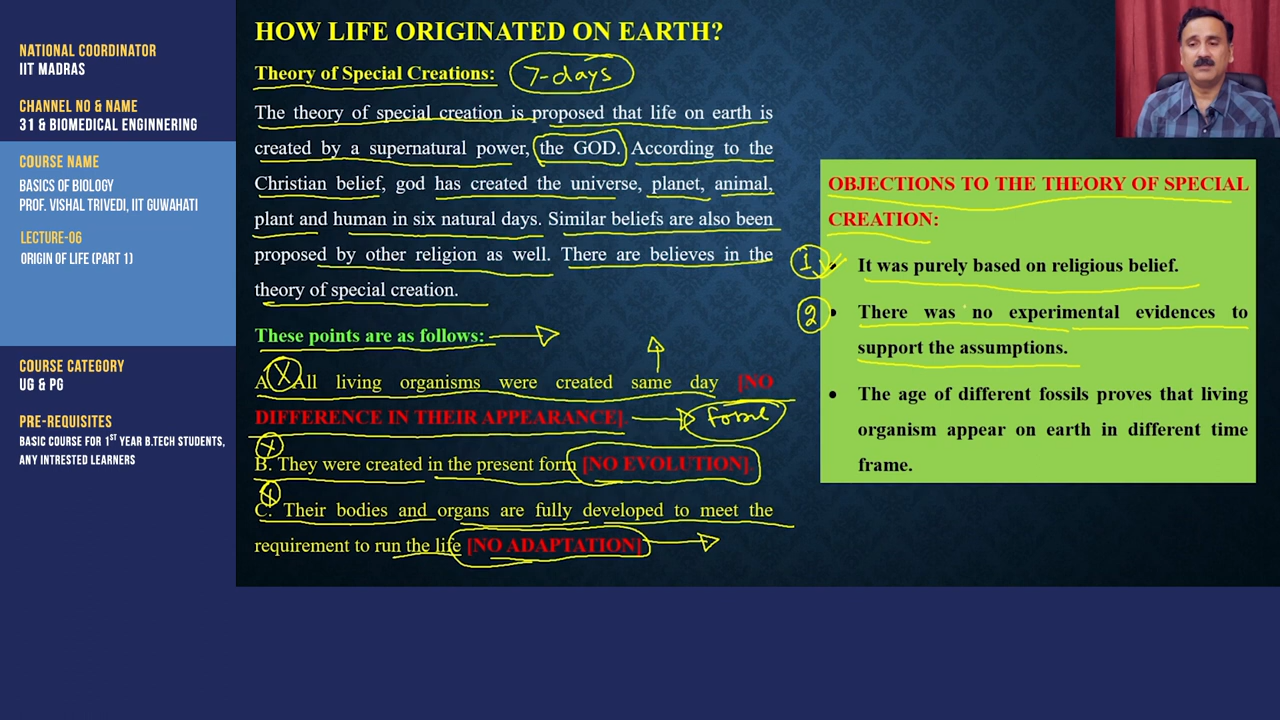 NATIONAL COORDINATOR
IIT MADRAS
CHANNEL NO & NAME
31 & BIOMEDICAL ENGINNERING
COURSE NAME
BASICS OF BIOLOGY
PROF. VISHAL TRIVEDI, IIT GUWAHATI
LECTURE-06
ORIGIN OF LIFE (PART 1)
COURSE CATEGORY
UG & PG
PRE-REQUISITES
BASIC COURSE FOR 1ST YEAR B.TECH STUDENTS,
ANY INTRESTED LEARNERS
HOW LIFE ORIGINATED ON EARTH?
Theory of Special Creations: 7-days
The theory of special creation is proposed that life on earth is
created by a supernatural power, the GOD. According to the
Christian belief, god has created the universe, planet, animal,
plant and human in six natural days. Similar beliefs are also been
proposed by other religion as well. There are believes in the
theory of special creation.
These points are as follows:
A. All living organisms were created same day [NO
DIFFERENCE IN THEIR APPEARANCE]. Fossil
B. They were created in the present form [NO EVOLUTION].
C. Their bodies and organs are fully developed to meet the
requirement to run the life [NO ADAPTATION]
OBJECTIONS TO THE THEORY OF SPECIAL
CREATION:
1 • It was purely based on religious belief.
2 • There was no experimental evidences to
support the assumptions.
• The age of different fossils proves that living
organism appear on earth in different time
frame.